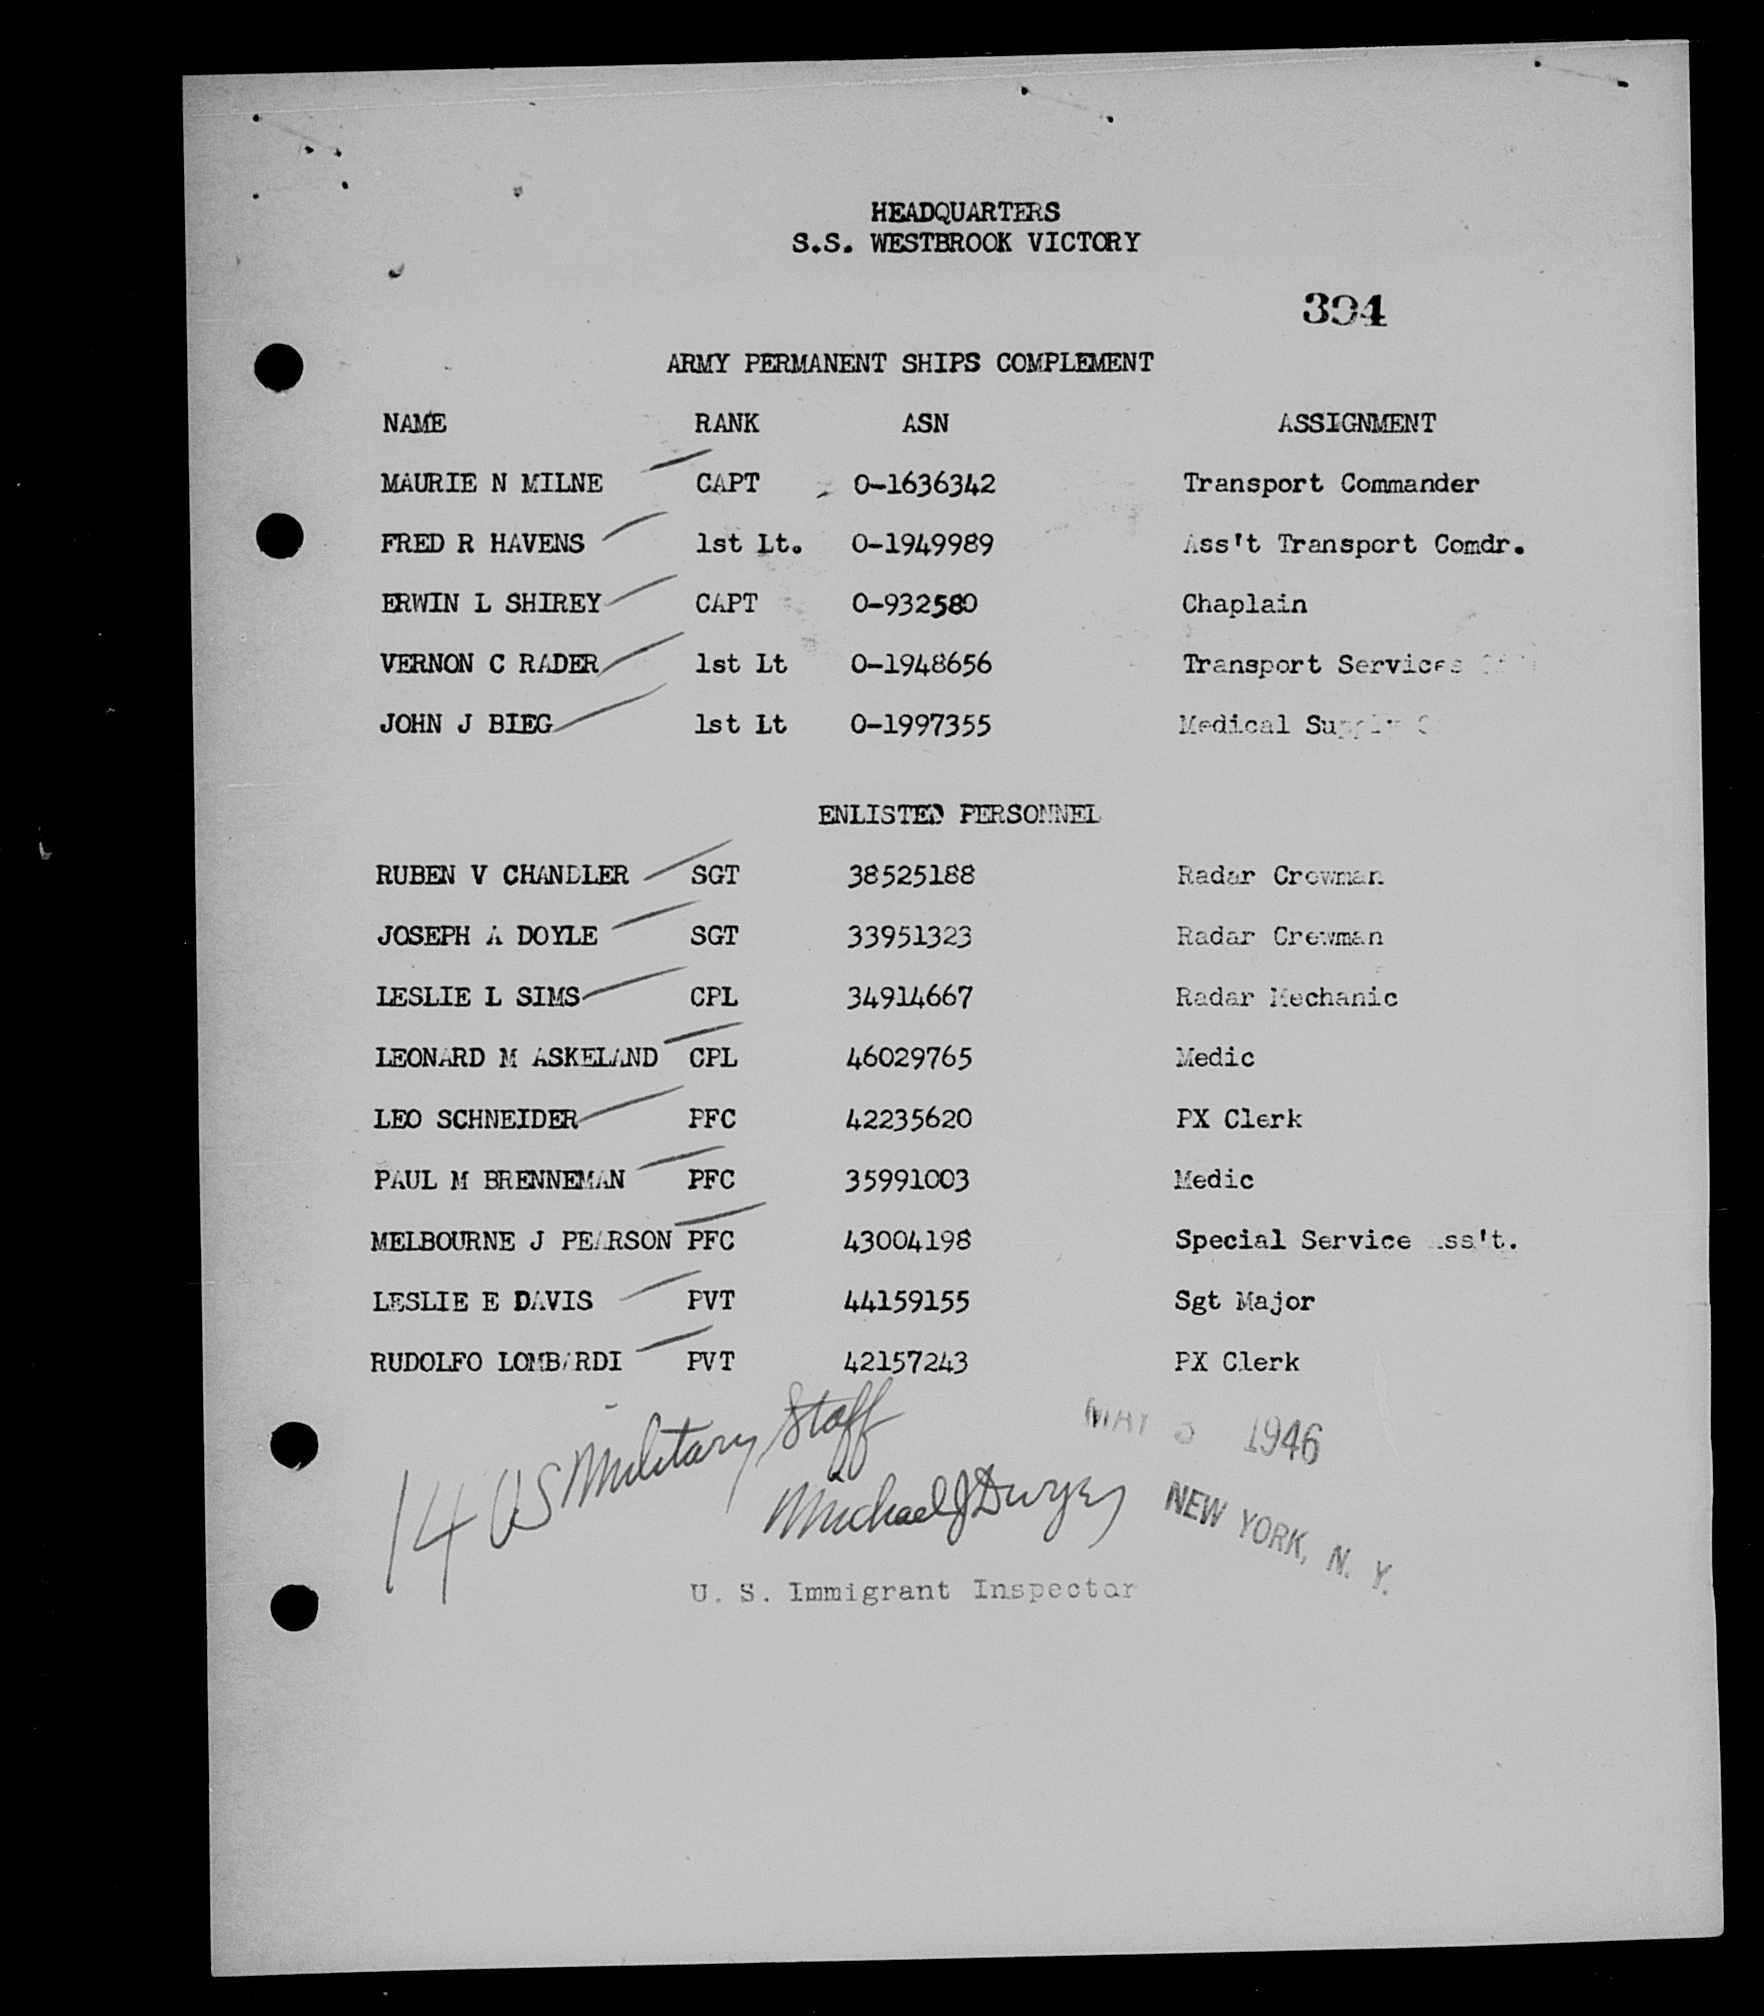 HEADQUARTERS
S.S. WESTBROOK VICTORY
394
ARMY PERMANENT SHIPS COMPLEMENT
NAME RANK ASN ASSIGNMENT
MAURIE N MILNE CAPT O-1636342 Transport Commander
FRED R HAVENS 1st Lt. O-1949989 Ass't Transport Comdr.
ERWIN L SHIREY CAPT O-932580 Chaplain
VERNON C RADER 1st Lt O-1948656 Transport Services
JOHN J BIEG 1st Lt O-1997355 Medical Supply
ENLISTED PERSONNEL
RUBEN V CHANDLER SGT 38525188 Radar Crewman
JOSEPH A DOYLE SGT 33951323 Radar Crewman
LESLIE L SIMS CPL 34914667 Radar Mechanic
LEONARD M ASKELAND CPL 46029765 Medic
LEO SCHNEIDER PFC 42235620 PX Clerk
PAUL M BRENNEMAN PFC 35991003 Medic
MELBOURNE J PEARSON PFC 43004198 Special Service Ass't.
LESLIE E DAVIS PVT 44159155 Sgt Major
RUDOLFO LOMBARDI PVT 42157243 PX Clerk
14 US Military Staff
MAY 1946
Michael J Dwyer
NEW YORK, N. Y.
U. S. Immigrant Inspector